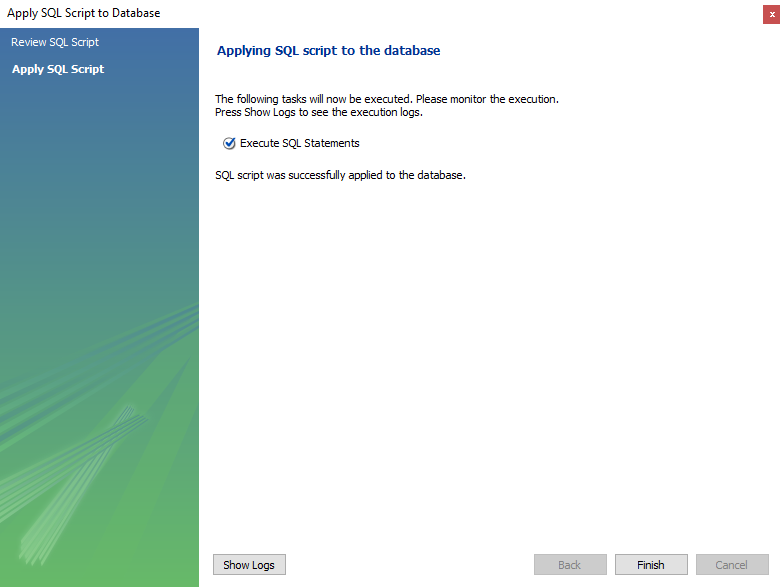 Apply SQL Script to Database
x
Review SQL Script
Apply SQL Script
Applying SQL script to the database
The following tasks will now be executed. Please monitor the execution.
Press Show Logs to see the execution logs.
Execute SQL Statements
SQL script was successfully applied to the database.
Show Logs
Back
Finish
Cancel